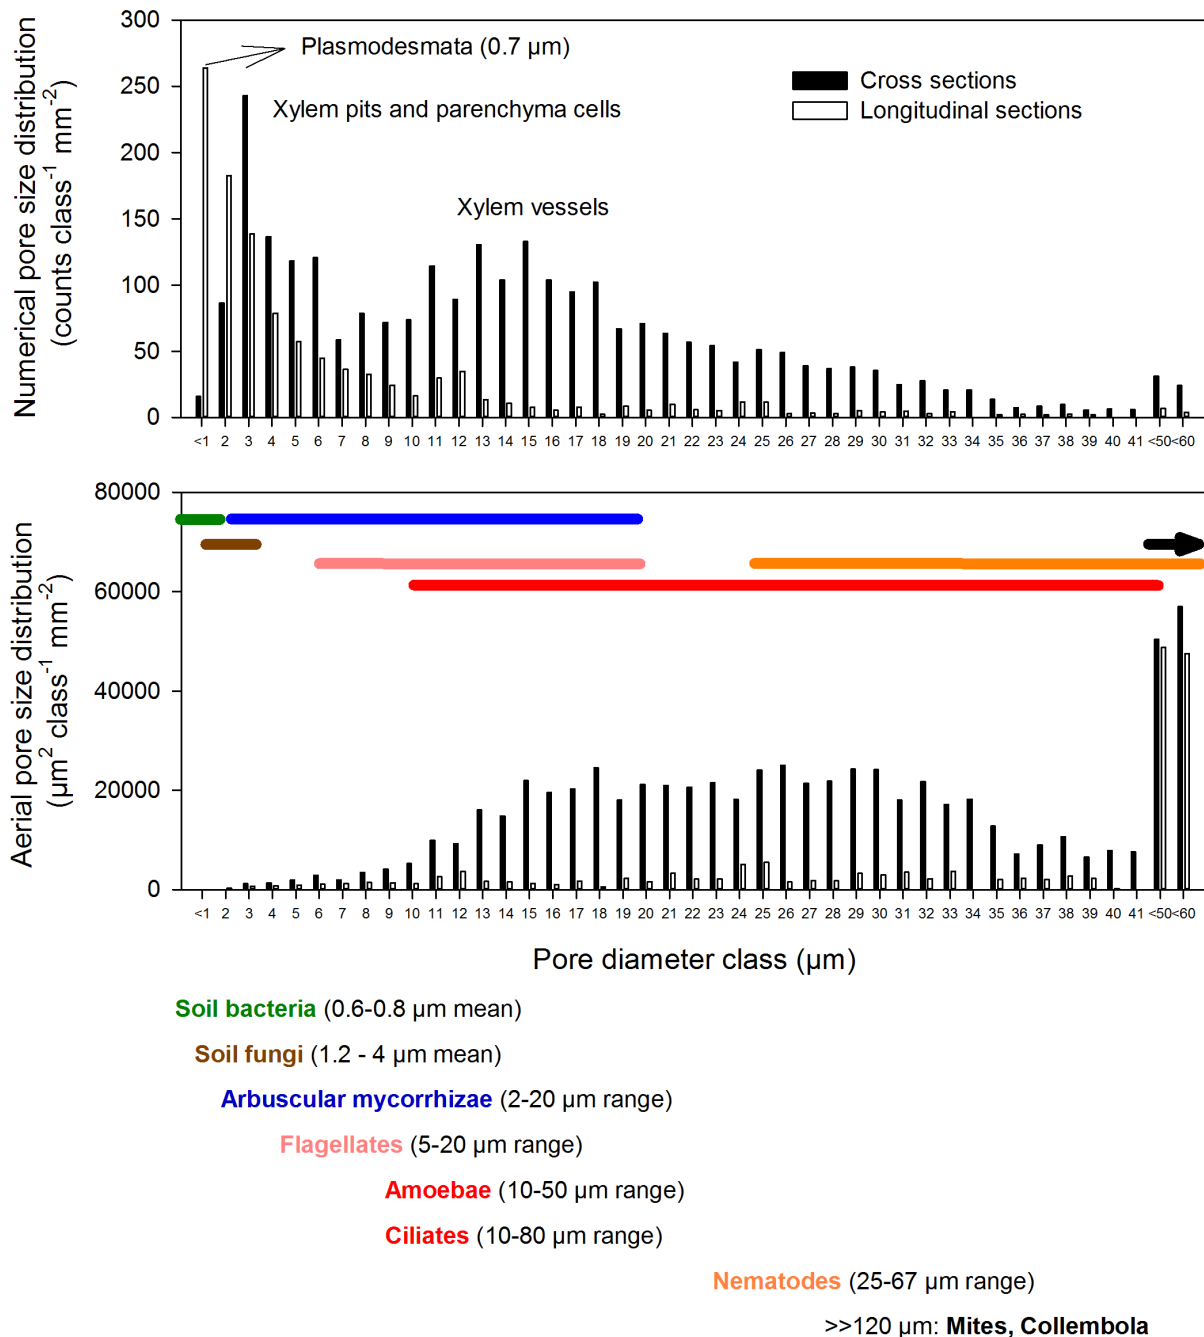 Numerical pore size distribution
(counts class⁻¹ mm⁻²)
300
250
200
150
100
50
0
Plasmodesmata (0.7 µm)
Xylem pits and parenchyma cells
Xylem vessels
Cross sections
Longitudinal sections
<1 2 3 4 5 6 7 8 9 10 11 12 13 14 15 16 17 18 19 20 21 22 23 24 25 26 27 28 29 30 31 32 33 34 35 36 37 38 39 40 41 <50 <60
Aerial pore size distribution
(µm² class⁻¹ mm⁻²)
80000
60000
40000
20000
0
<1 2 3 4 5 6 7 8 9 10 11 12 13 14 15 16 17 18 19 20 21 22 23 24 25 26 27 28 29 30 31 32 33 34 35 36 37 38 39 40 41 <50 <60
Pore diameter class (µm)
Soil bacteria (0.6-0.8 µm mean)
Soil fungi (1.2 - 4 µm mean)
Arbuscular mycorrhizae (2-20 µm range)
Flagellates (5-20 µm range)
Amoebae (10-50 µm range)
Ciliates (10-80 µm range)
Nematodes (25-67 µm range)
>>120 µm: Mites, Collembola